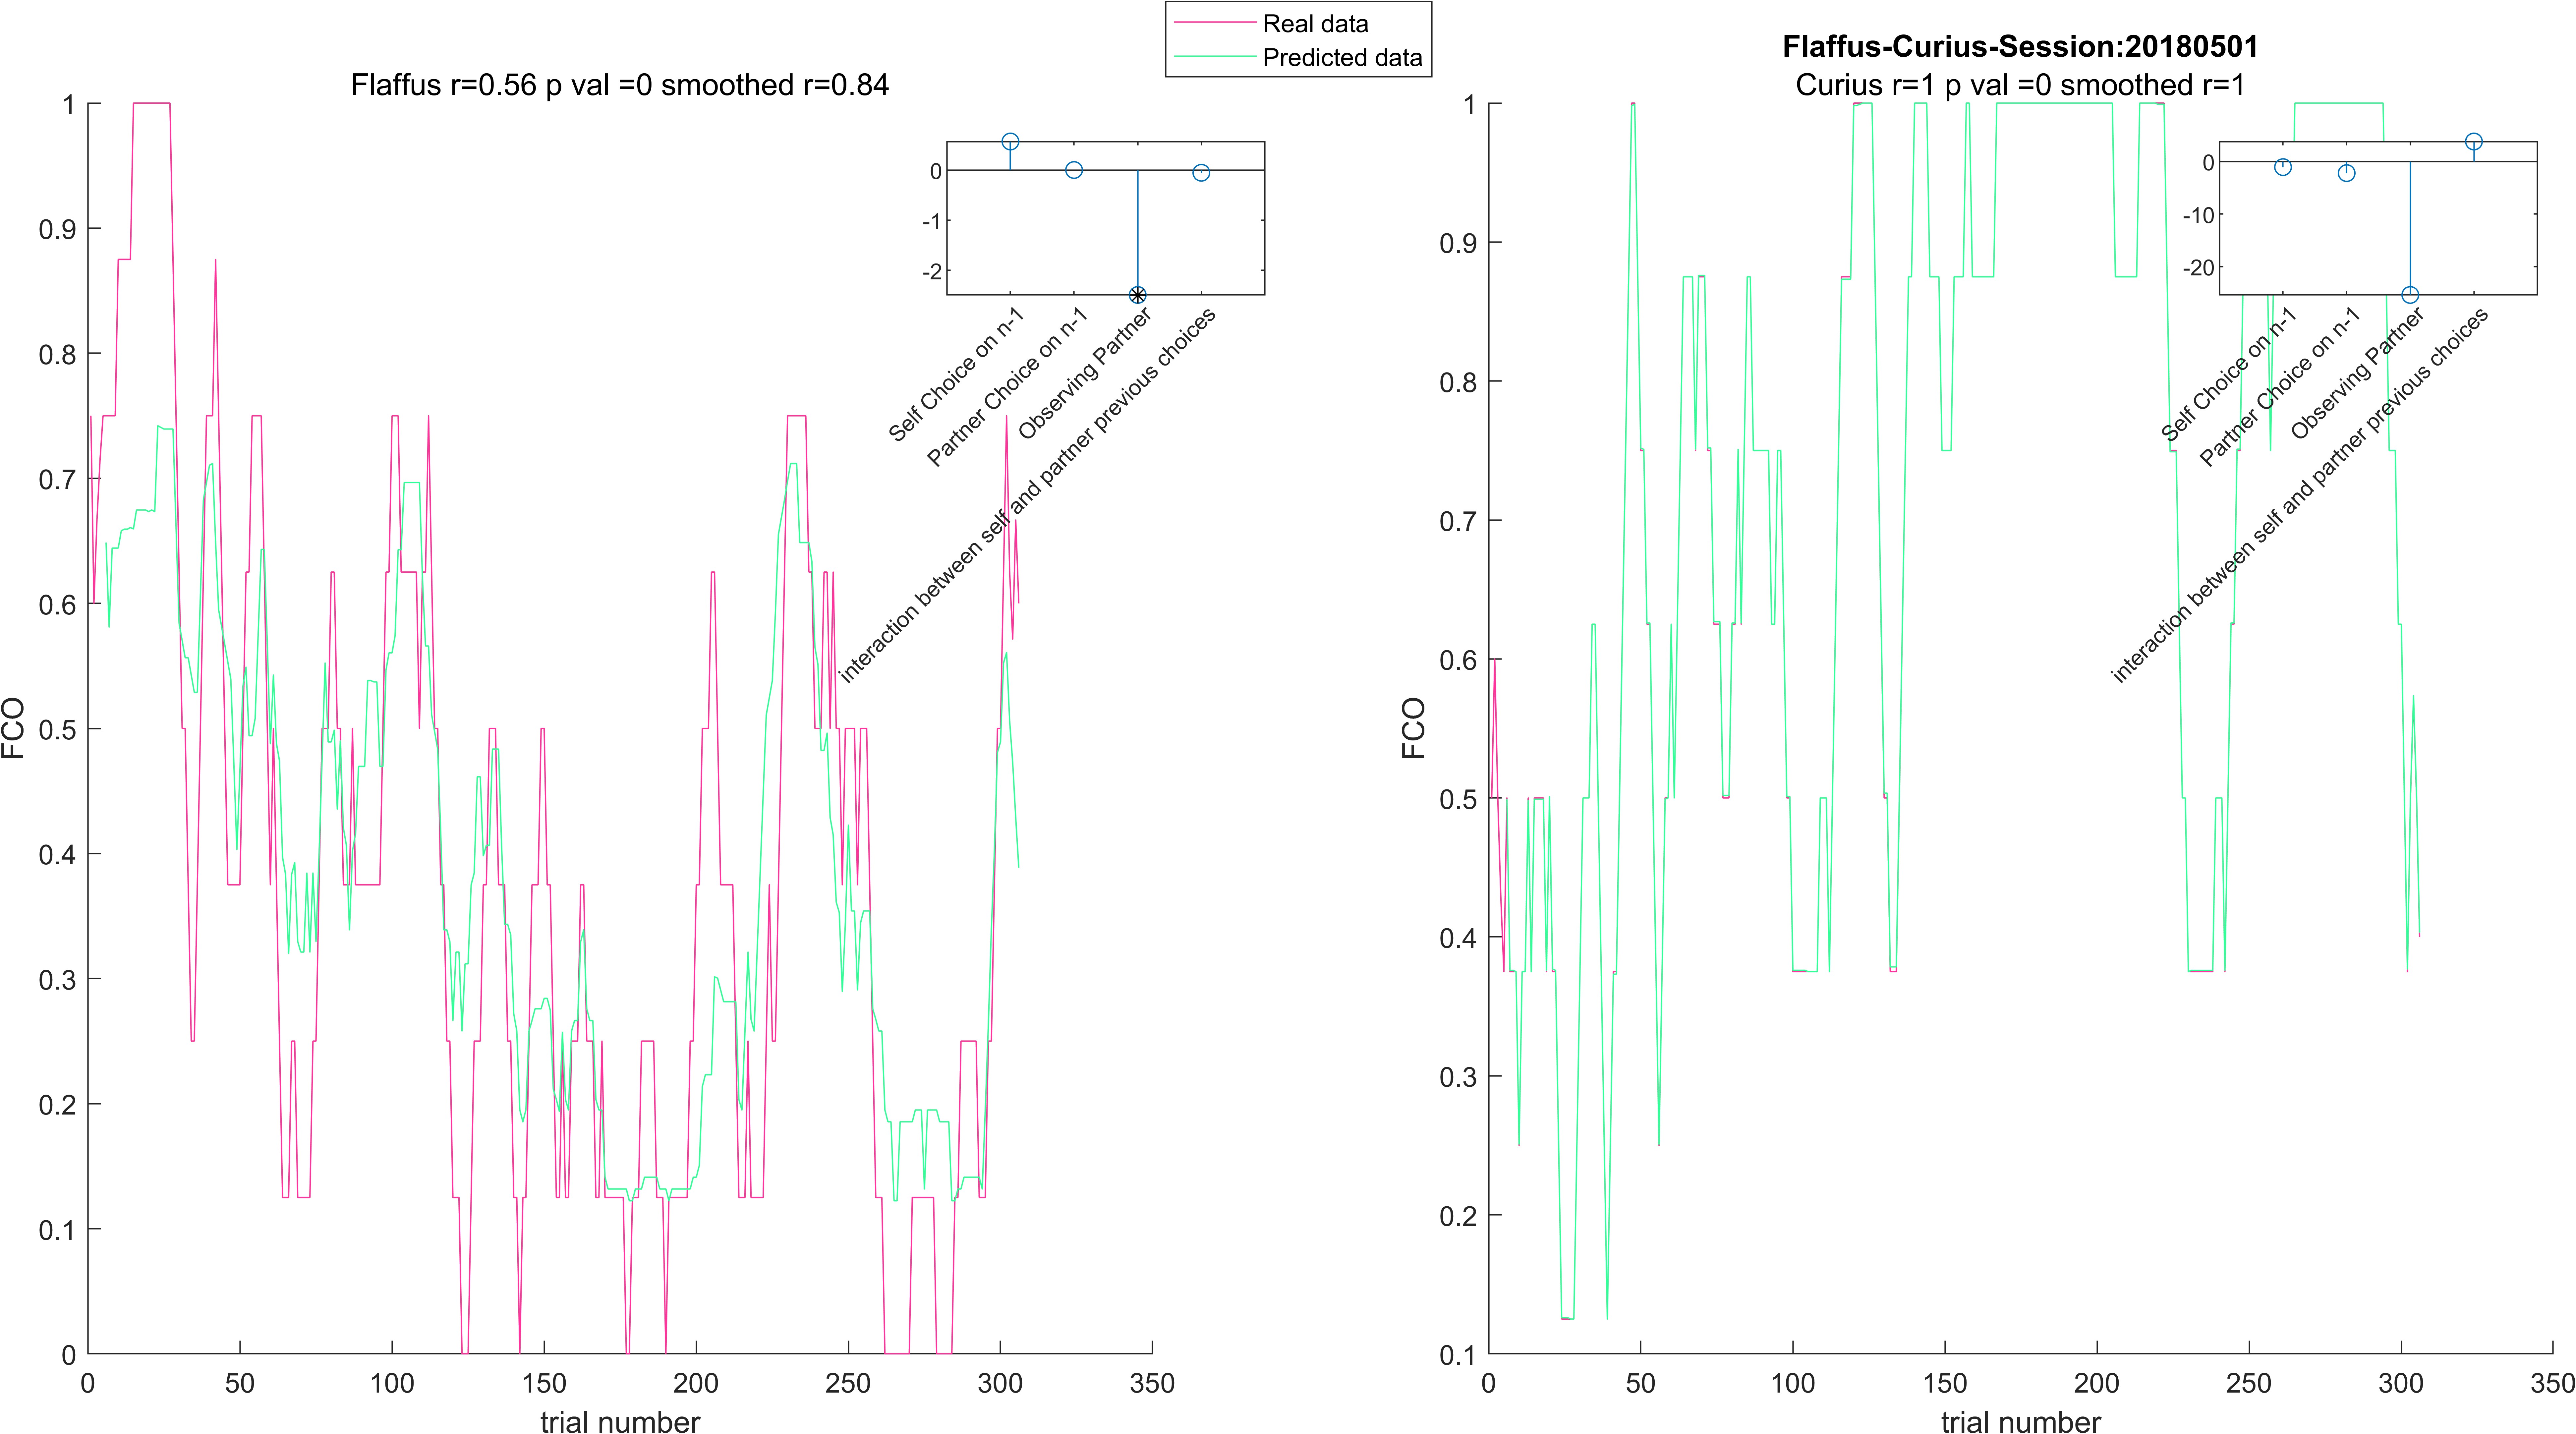 Real data
Predicted data
Flaffus r=0.56 p val =0 smoothed r=0.84
1
0.9
0.8
0.7
0.6
0.5
0.4
0.3
0.2
0.1
0
FCO
0
50
100
150
200
250
300
350
trial number
0
-1
-2
Self Choice on n-1
Partner Choice on n-1
Observing Partner
interaction between self and partner previous choices
Flaffus-Curius-Session:20180501
Curius r=1 p val =0 smoothed r=1
1
0.9
0.8
0.7
0.6
0.5
0.4
0.3
0.2
0.1
FCO
0
50
100
150
200
250
300
350
trial number
0
-10
-20
Self Choice on n-1
Partner Choice on n-1
Observing Partner
interaction between self and partner previous choices